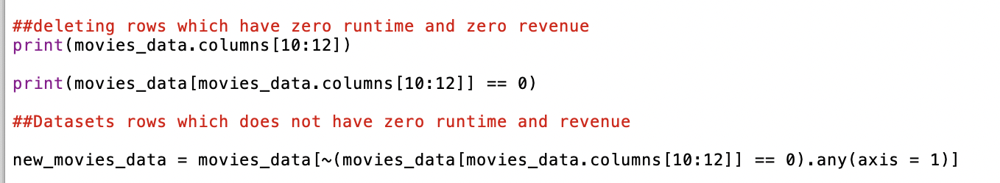 ##deleting rows which have zero runtime and zero revenue
print(movies_data.columns[10:12])
print(movies_data[movies_data.columns[10:12]] == 0)
##Datasets rows which does not have zero runtime and revenue
new_movies_data = movies_data[~(movies_data[movies_data.columns[10:12]] == 0).any(axis = 1)]